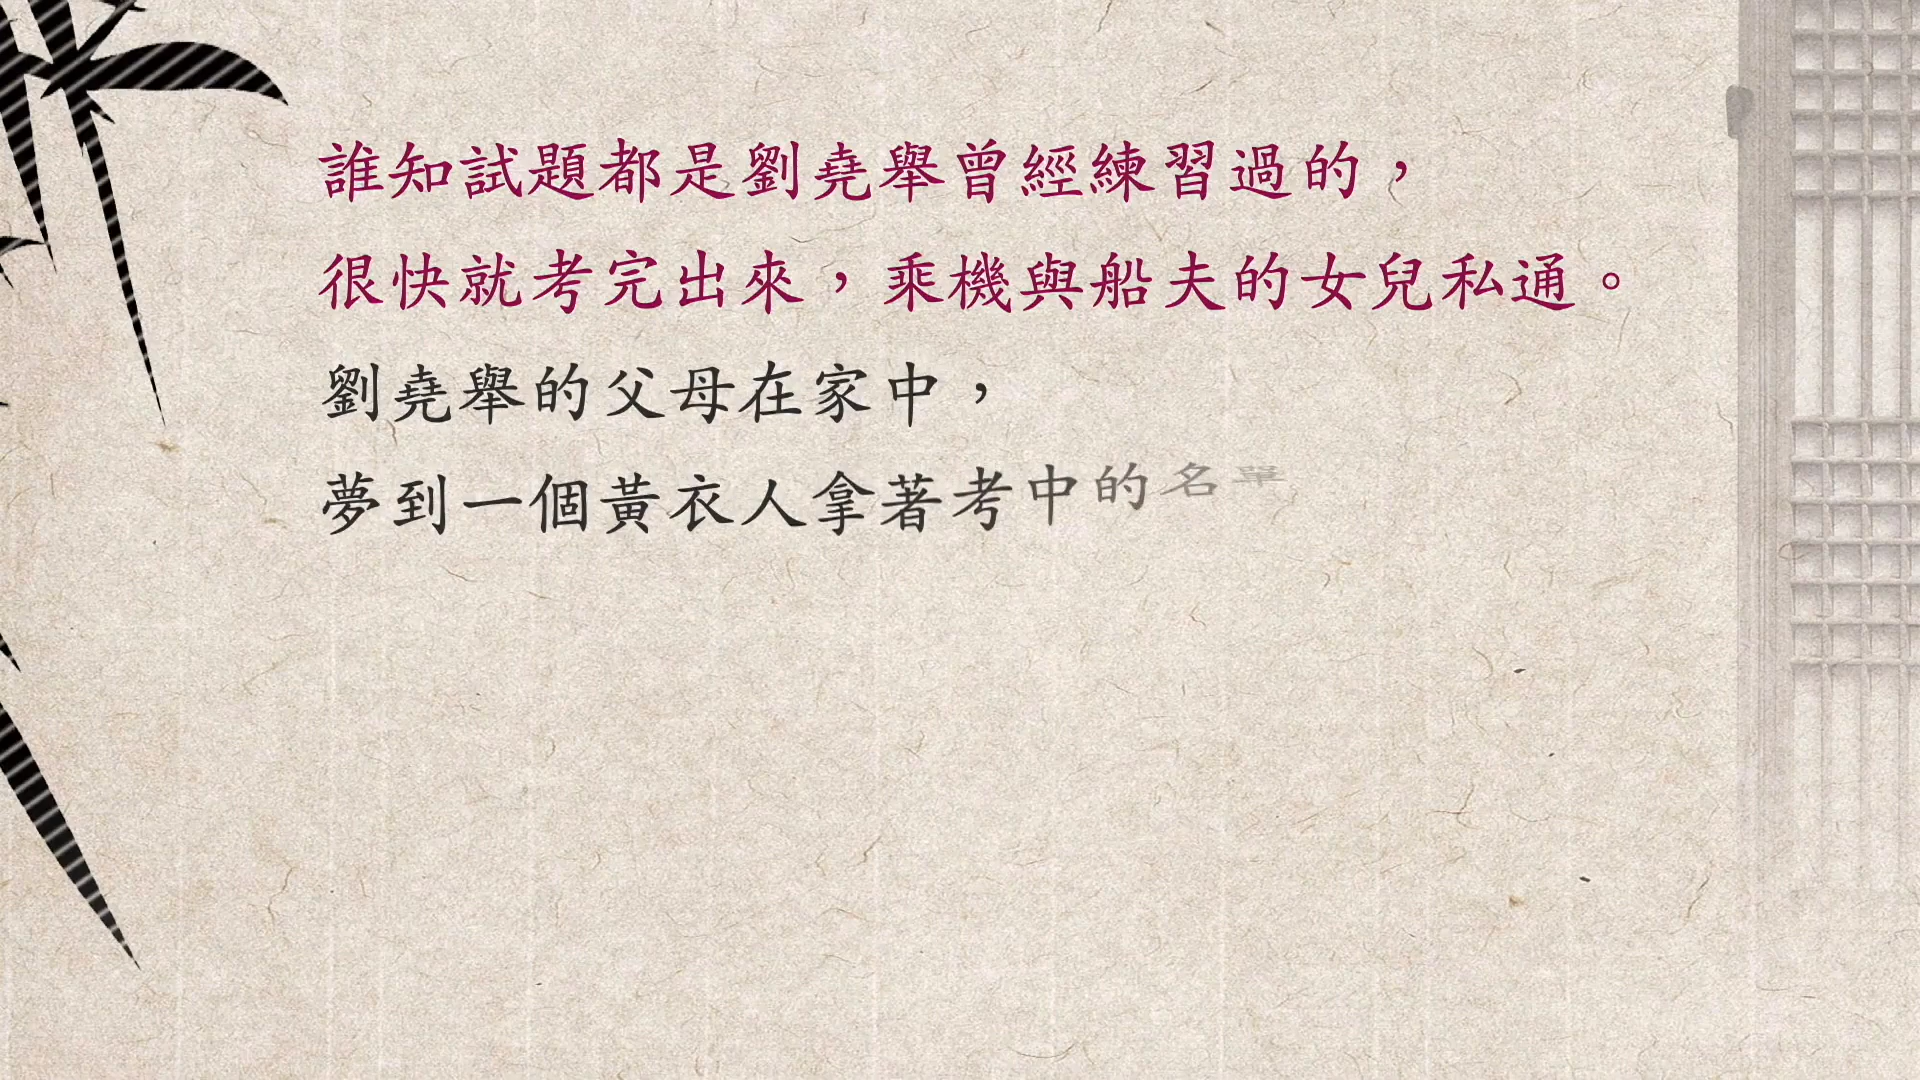 誰知試題都是劉堯舉曾經練習過的，
很快就考完出來，乘機與船夫的女兒私通。
劉堯舉的父母在家中，
夢到一個黃衣人拿著考中的名單